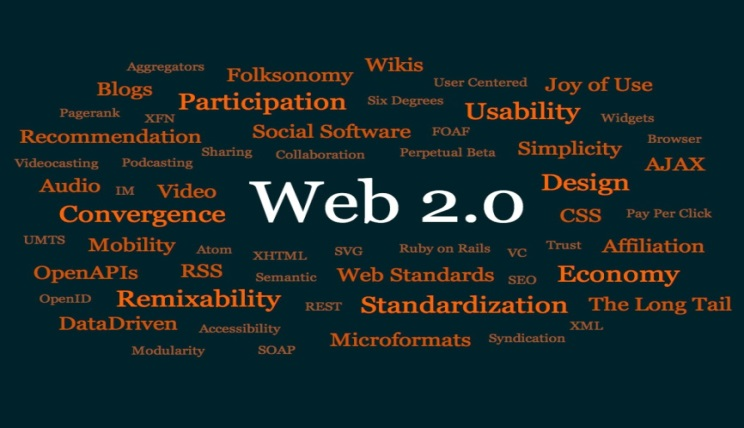 Aggregators Folksonomy Wikis
Blogs User Centered Joy of Use
Participation Six Degrees Usability
Pagerank XFN Widgets
Recommendation Social Software FOAF Browser
Sharing Collaboration Perpetual Beta Simplicity
Videocasting Podcasting AJAX
Audio IM Video Web 2.0 Design
Convergence CSS Pay Per Click
UMTS Mobility Atom XHTML SVG Ruby on Rails VC Trust Affiliation
OpenAPIs RSS Semantic Web Standards SEO Economy
OpenID Remixability REST Standardization The Long Tail
DataDriven Accessibility XML
Modularity SOAP Microformats Syndication